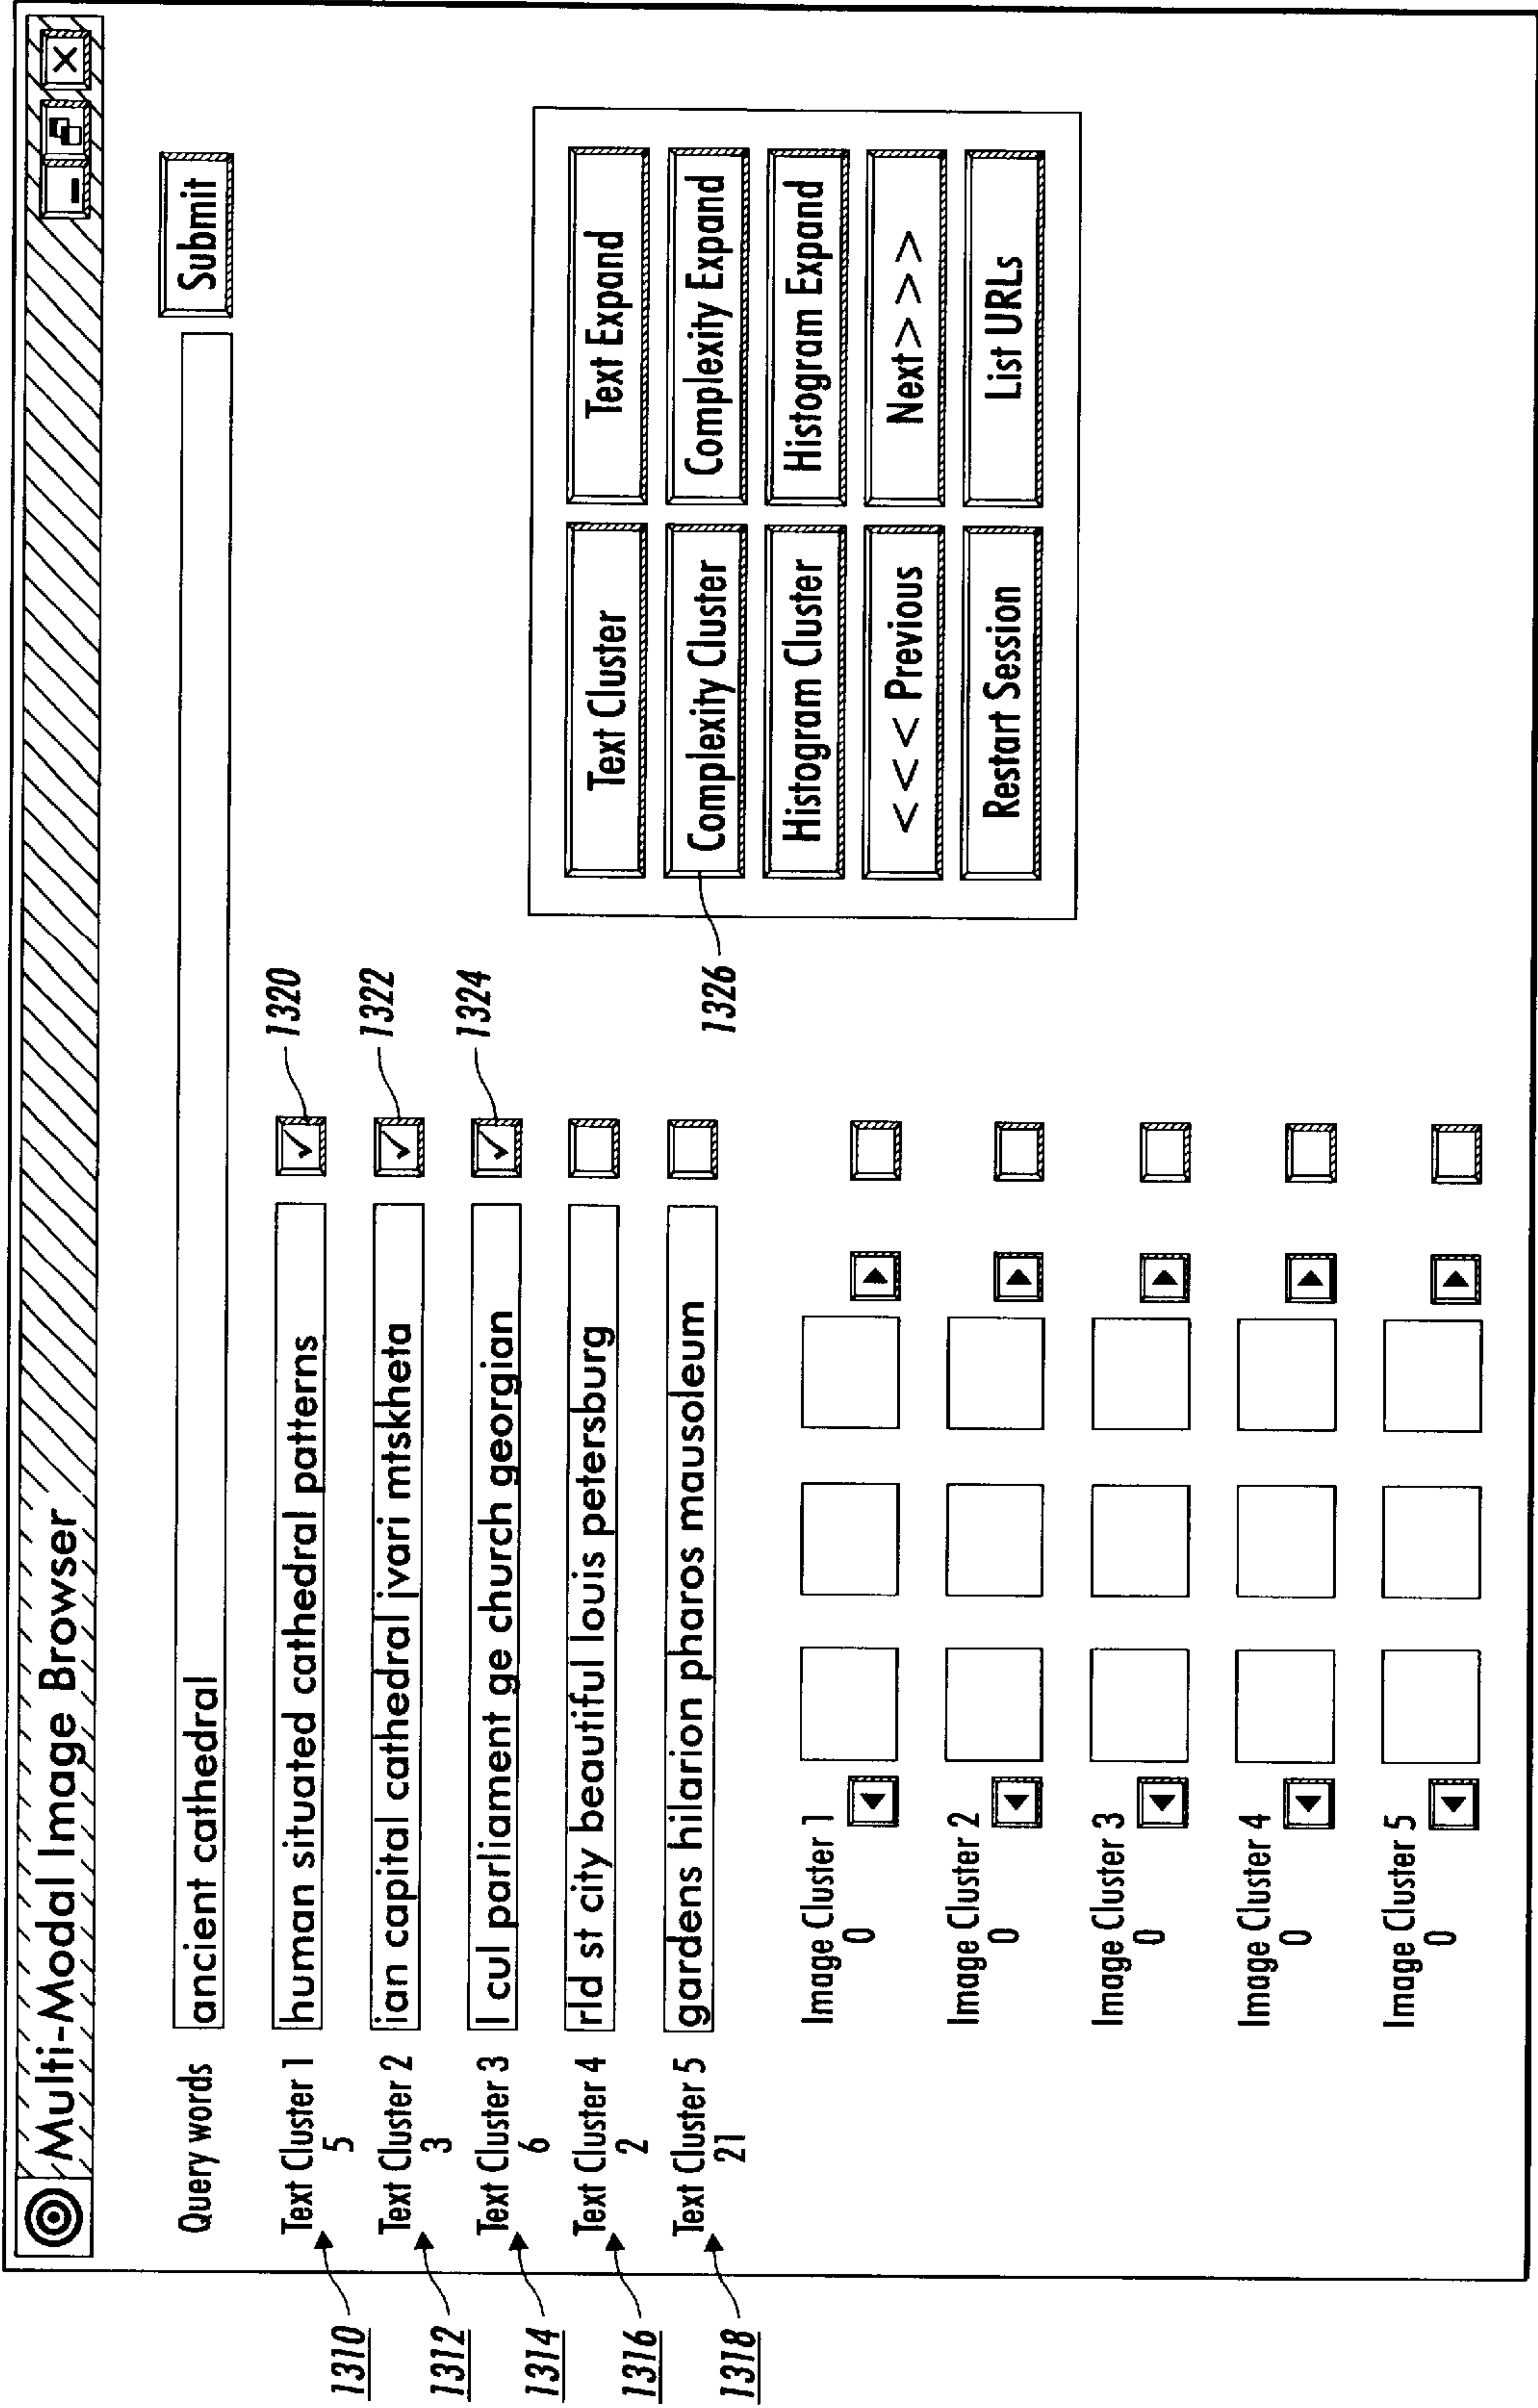 Multi-Modal Image Browser
Query words
ancient cathedral
Submit
1310
Text Cluster 1
5
human situated cathedral patterns
1320
1312
Text Cluster 2
3
ian capital cathedral jvari mtskheta
1322
1314
Text Cluster 3
6
l cul parliament ge church georgian
1324
1316
Text Cluster 4
2
rld st city beautiful louis petersburg
1318
Text Cluster 5
21
gardens hilarion pharos mausoleum
Text Cluster
Text Expand
1326
Complexity Cluster
Complexity Expand
Histogram Cluster
Histogram Expand
<<< Previous
Next>>>
Restart Session
List URLs
Image Cluster 1
0
Image Cluster 2
0
Image Cluster 3
0
Image Cluster 4
0
Image Cluster 5
0